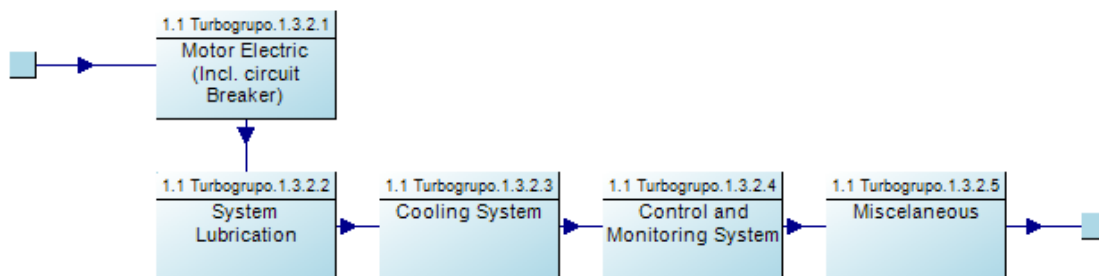 1.1 Turbogrupo.1.3.2.1
Motor Electric
(Incl. circuit
Breaker)
1.1 Turbogrupo.1.3.2.2
System
Lubrication
1.1 Turbogrupo.1.3.2.3
Cooling System
1.1 Turbogrupo.1.3.2.4
Control and
Monitoring System
1.1 Turbogrupo.1.3.2.5
Miscelaneous